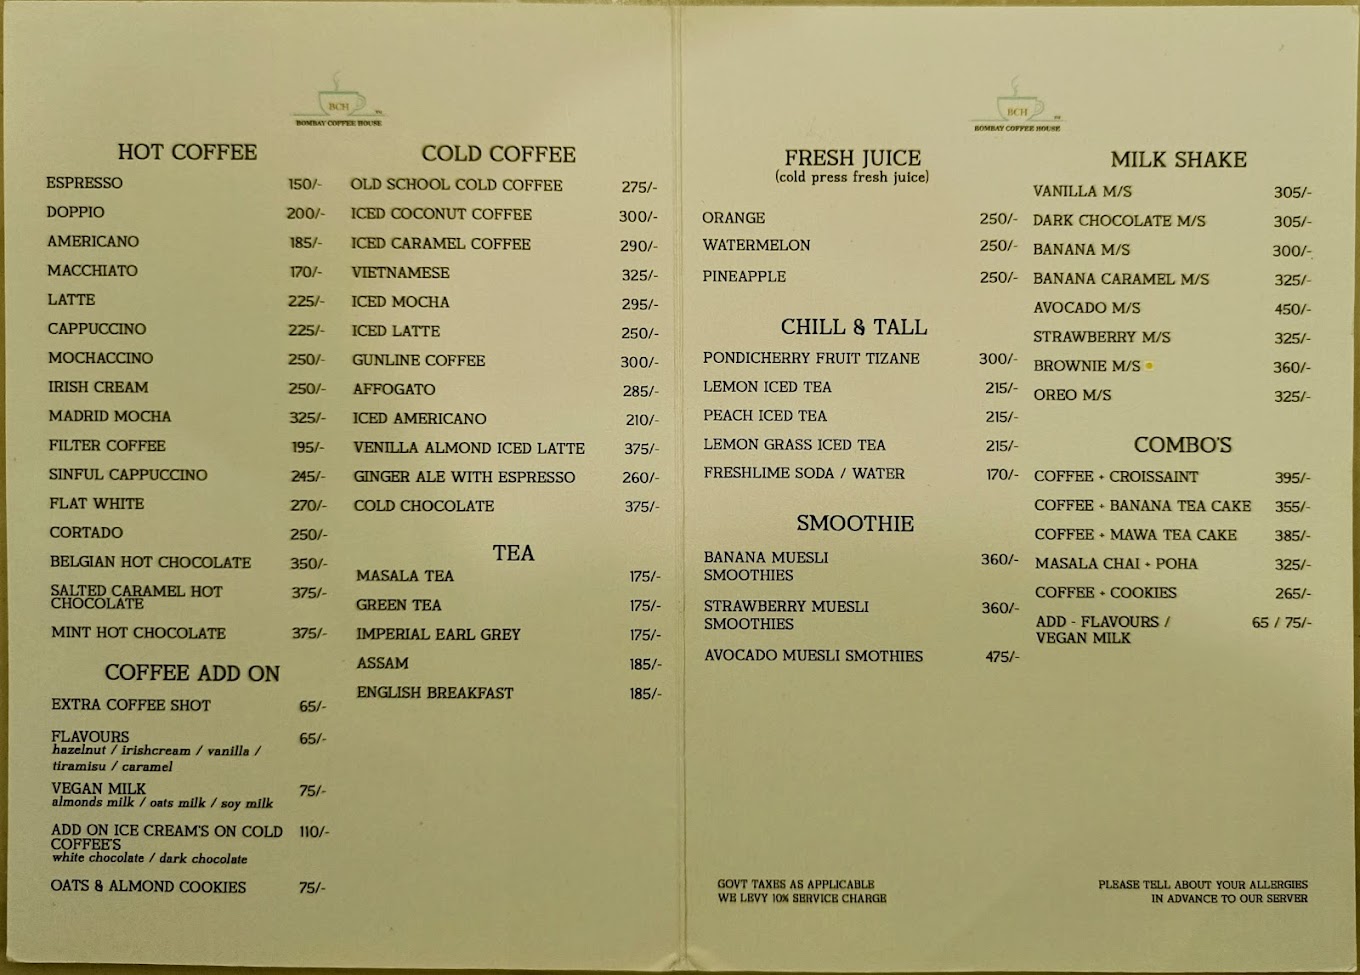 BCH
BOMBAY COFFEE HOUSE
HOT COFFEE
ESPRESSO 150/-
DOPPIO 200/-
AMERICANO 185/-
MACCHIATO 170/-
LATTE 225/-
CAPPUCCINO 225/-
MOCHACCINO 250/-
IRISH CREAM 250/-
MADRID MOCHA 325/-
FILTER COFFEE 195/-
SINFUL CAPPUCCINO 245/-
FLAT WHITE 270/-
CORTADO 250/-
BELGIAN HOT CHOCOLATE 350/-
SALTED CARAMEL HOT 375/-
CHOCOLATE
MINT HOT CHOCOLATE 375/-
COFFEE ADD ON
EXTRA COFFEE SHOT 65/-
FLAVOURS 65/-
hazelnut / irishcream / vanilla /
tiramisu / caramel
VEGAN MILK 75/-
almonds milk / oats milk / soy milk
ADD ON ICE CREAM'S ON COLD 110/-
COFFEE'S
white chocolate / dark chocolate
OATS & ALMOND COOKIES 75/-
COLD COFFEE
OLD SCHOOL COLD COFFEE 275/-
ICED COCONUT COFFEE 300/-
ICED CARAMEL COFFEE 290/-
VIETNAMESE 325/-
ICED MOCHA 295/-
ICED LATTE 250/-
GUNLINE COFFEE 300/-
AFFOGATO 285/-
ICED AMERICANO 210/-
VENILLA ALMOND ICED LATTE 375/-
GINGER ALE WITH ESPRESSO 260/-
COLD CHOCOLATE 375/-
TEA
MASALA TEA 175/-
GREEN TEA 175/-
IMPERIAL EARL GREY 175/-
ASSAM 185/-
ENGLISH BREAKFAST 185/-
BCH
BOMBAY COFFEE HOUSE
FRESH JUICE
(cold press fresh juice)
ORANGE 250/-
WATERMELON 250/-
PINEAPPLE 250/-
CHILL & TALL
PONDICHERRY FRUIT TIZANE 300/-
LEMON ICED TEA 215/-
PEACH ICED TEA 215/-
LEMON GRASS ICED TEA 215/-
FRESHLIME SODA / WATER 170/-
SMOOTHIE
BANANA MUESLI 360/-
SMOOTHIES
STRAWBERRY MUESLI 360/-
SMOOTHIES
AVOCADO MUESLI SMOTHIES 475/-
MILK SHAKE
VANILLA M/S 305/-
DARK CHOCOLATE M/S 305/-
BANANA M/S 300/-
BANANA CARAMEL M/S 325/-
AVOCADO M/S 450/-
STRAWBERRY M/S 325/-
BROWNIE M/S 360/-
OREO M/S 325/-
COMBO'S
COFFEE + CROISSAINT 395/-
COFFEE + BANANA TEA CAKE 355/-
COFFEE + MAWA TEA CAKE 385/-
MASALA CHAI + POHA 325/-
COFFEE + COOKIES 265/-
ADD - FLAVOURS / 65 / 75/-
VEGAN MILK
GOVT TAXES AS APPLICABLE
WE LEVY 10% SERVICE CHARGE
PLEASE TELL ABOUT YOUR ALLERGIES
IN ADVANCE TO OUR SERVER